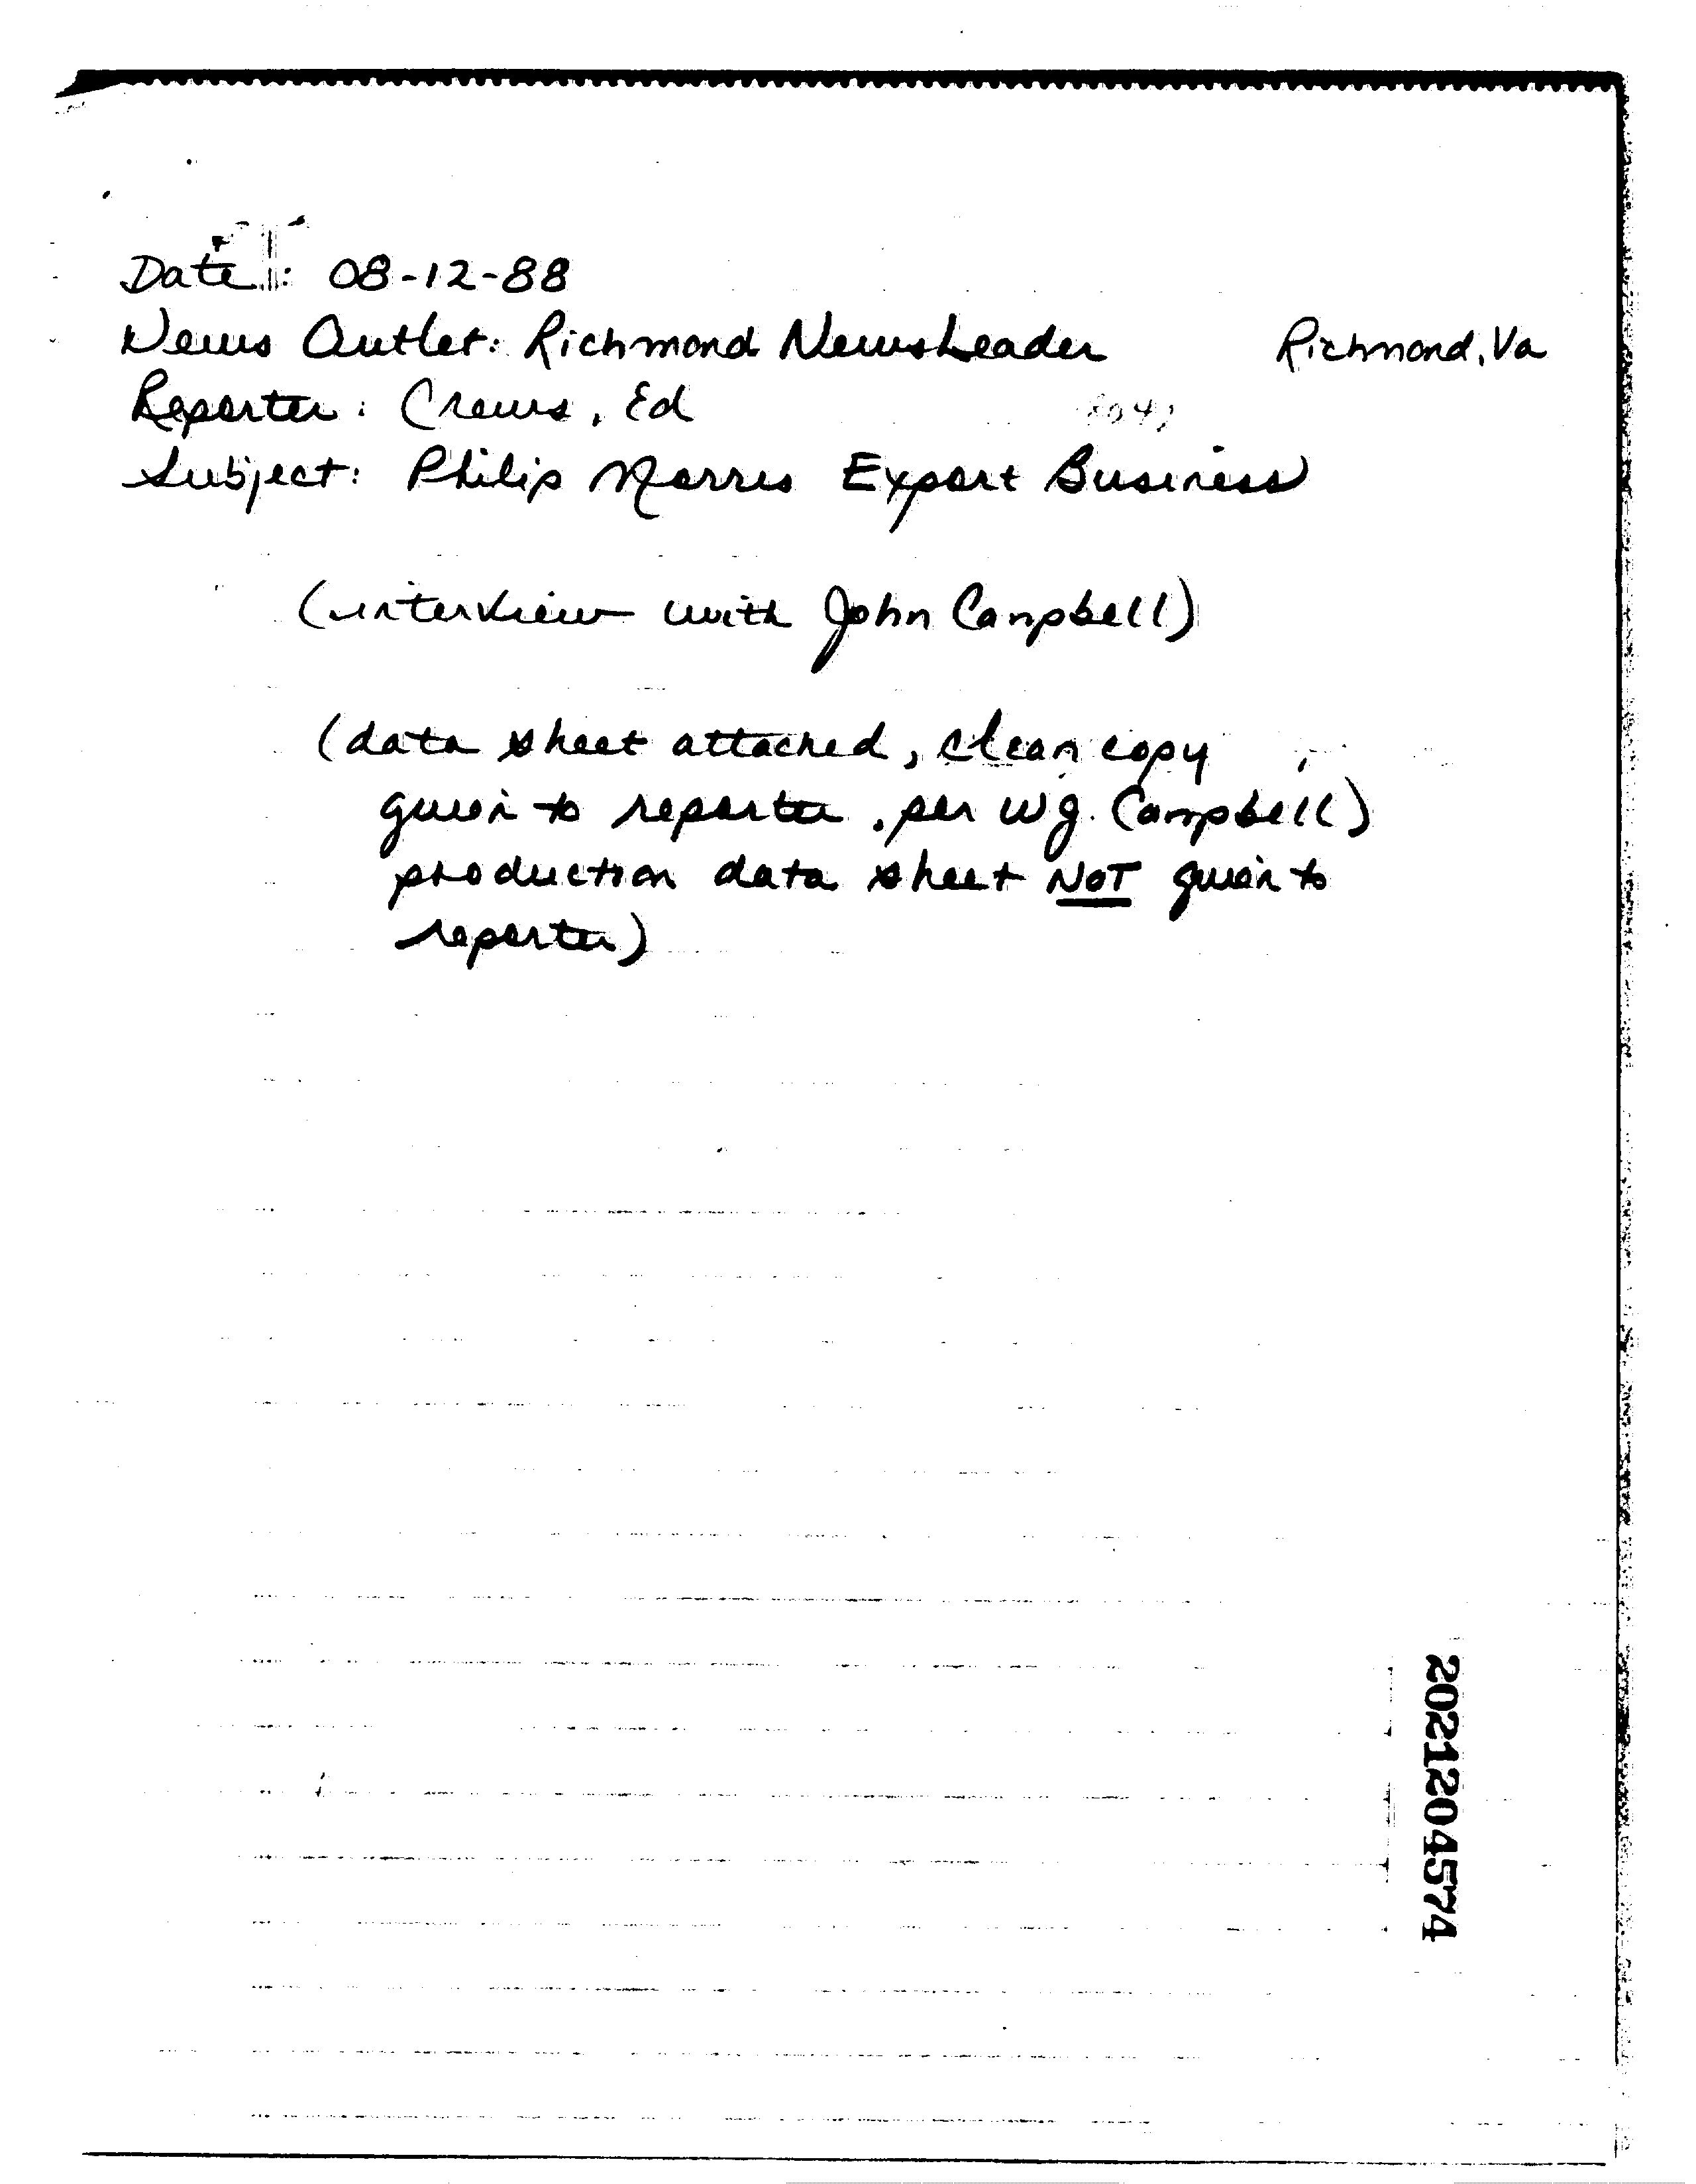 Date: 08-12-88
News Outlet: Richmond NewsLeader Richmond, Va
Reporter: Crews, Ed
Subject: Philip Morris Export Business
(interview with John Campbell)
(data sheet attached, clean copy
given to reporter, per WJ. Campbell)
production data sheet NOT given to
reporter)
2021204574